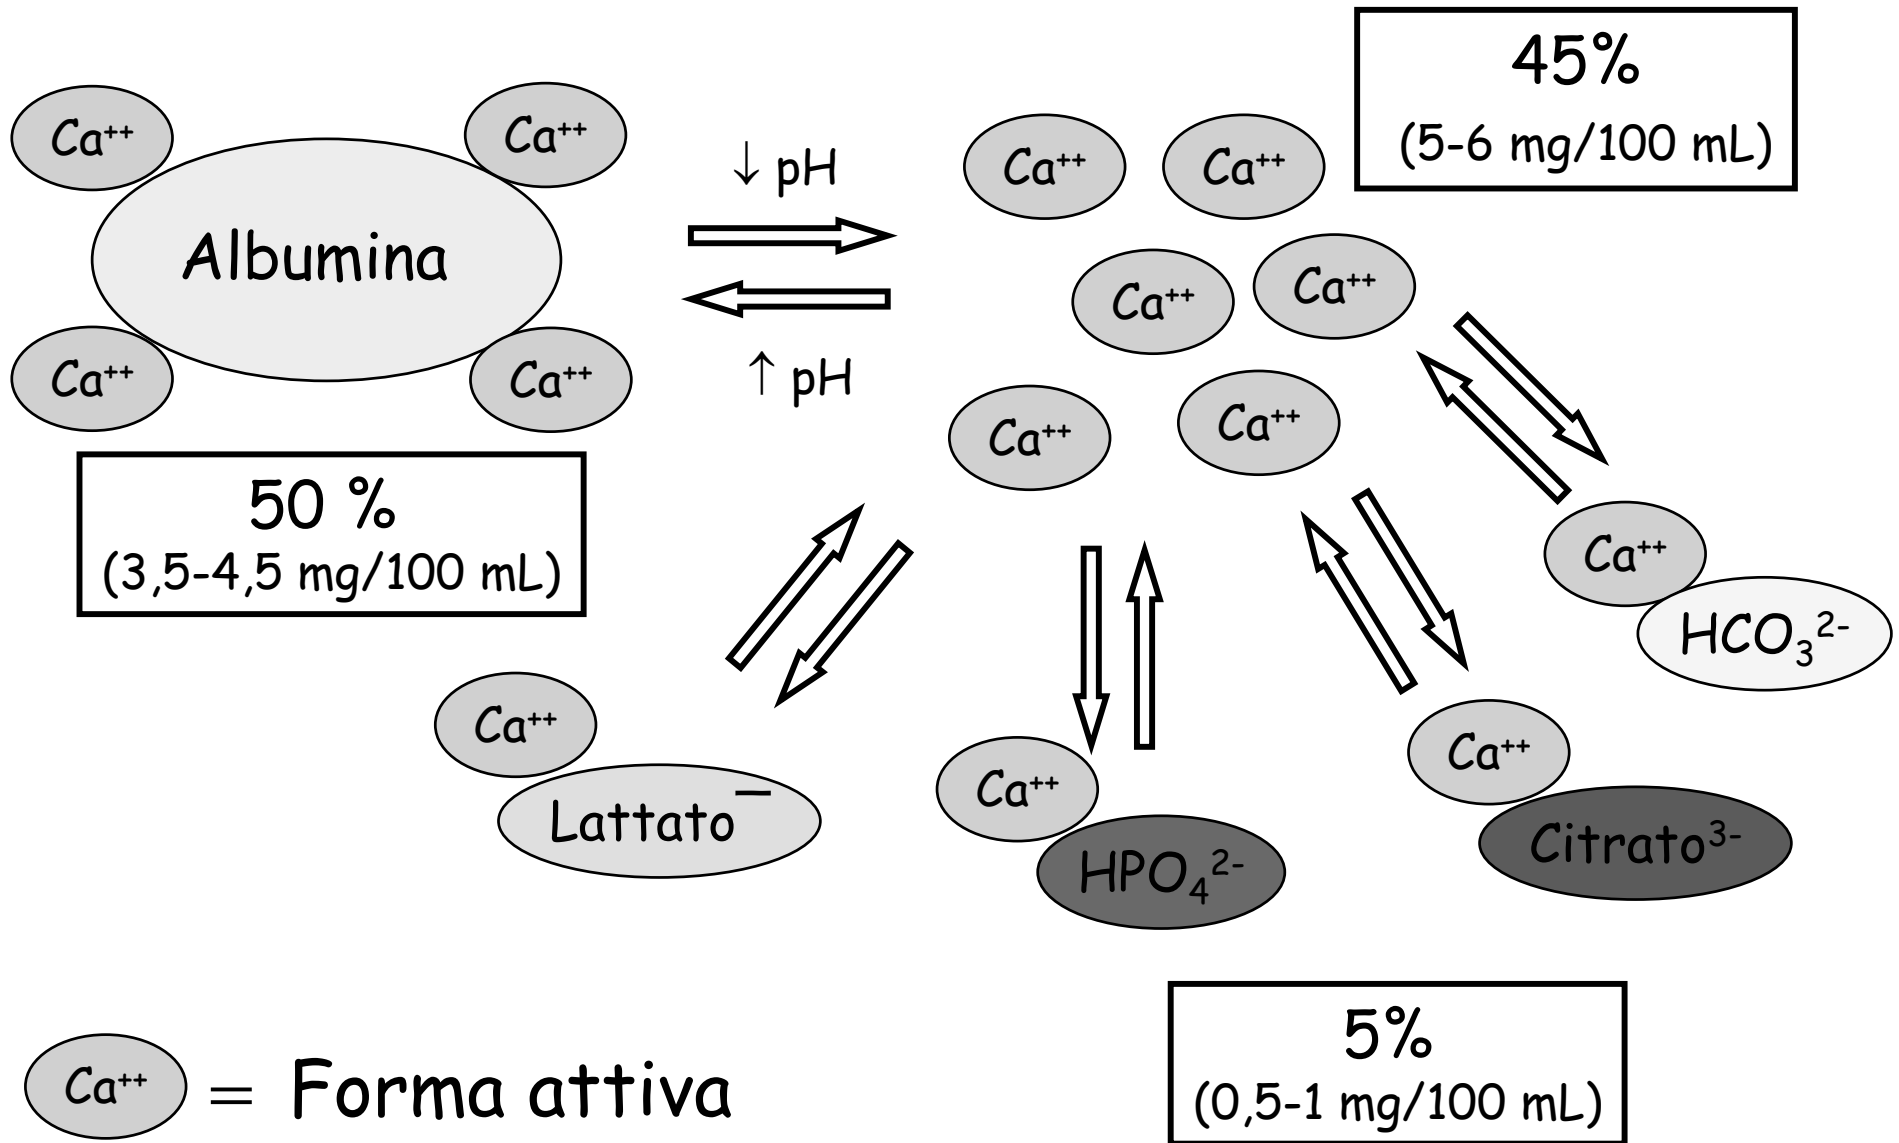 45%
(5-6 mg/100 mL)
Ca++
Ca++
Ca++
Ca++
Albumina
Ca++
Ca++
↓ pH
↑ pH
Ca++
Ca++
Ca++
Ca++
Ca++
Ca++
50 %
(3,5-4,5 mg/100 mL)
Ca++
HCO₃²⁻
Ca++
Lattato⁻
Ca++
HPO₄²⁻
Ca++
Citrato³⁻
5%
(0,5-1 mg/100 mL)
Ca++ = Forma attiva